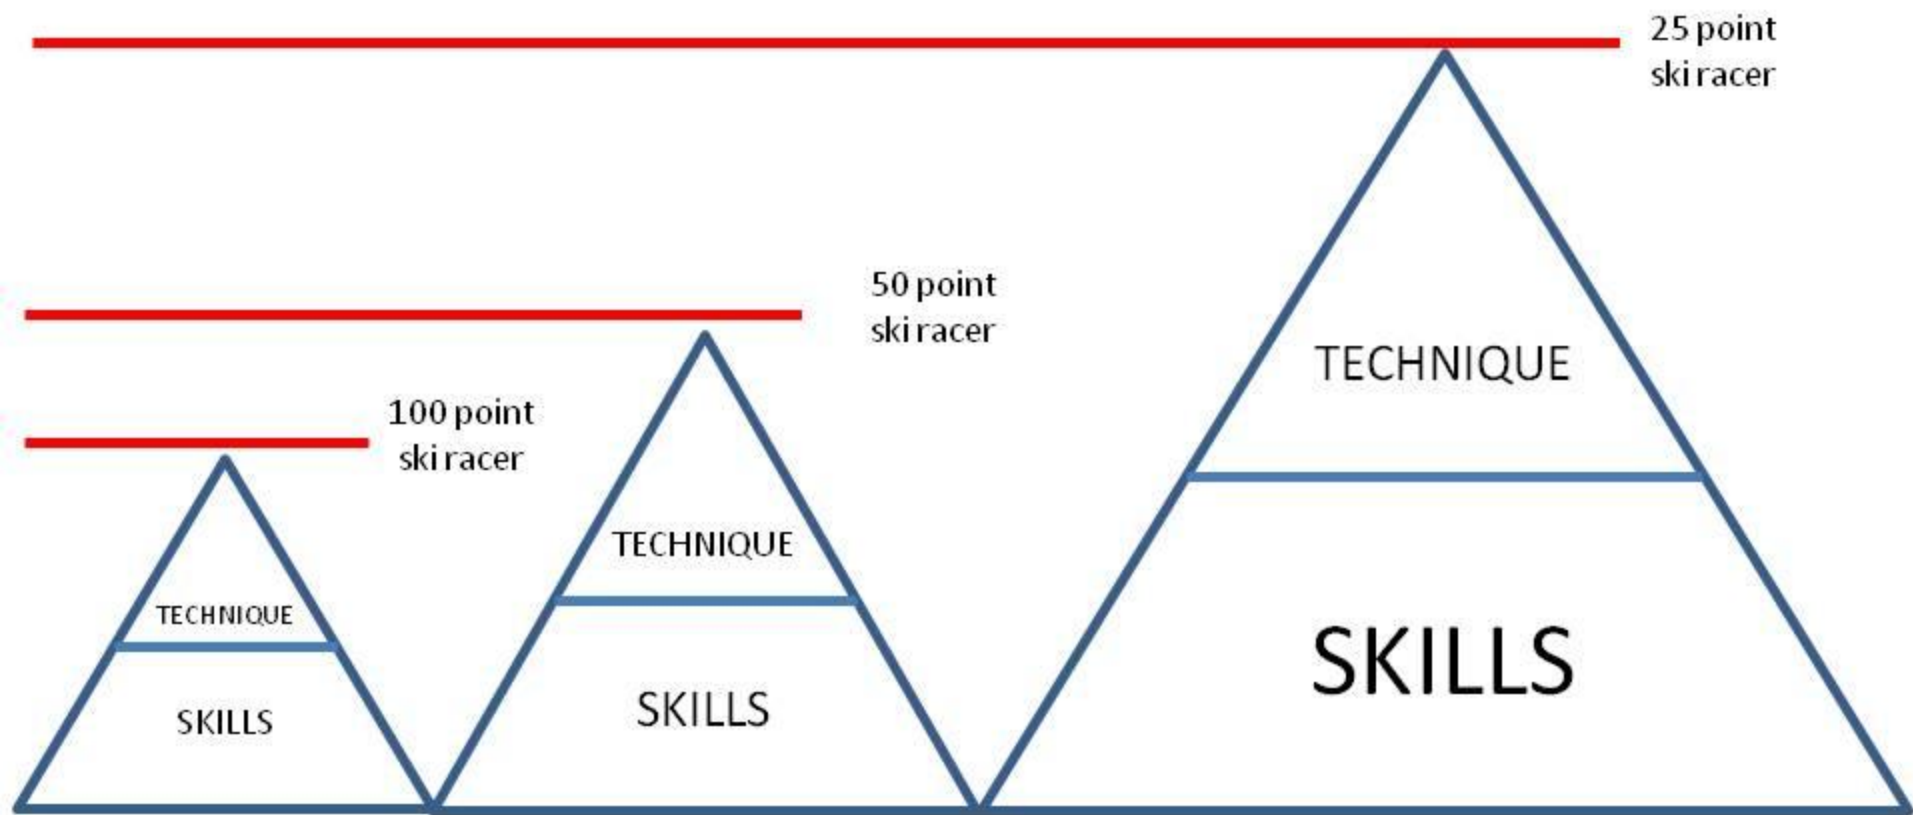 25 point
ski racer
50 point
ski racer
100 point
ski racer
TECHNIQUE
TECHNIQUE
TECHNIQUE
SKILLS
SKILLS
SKILLS